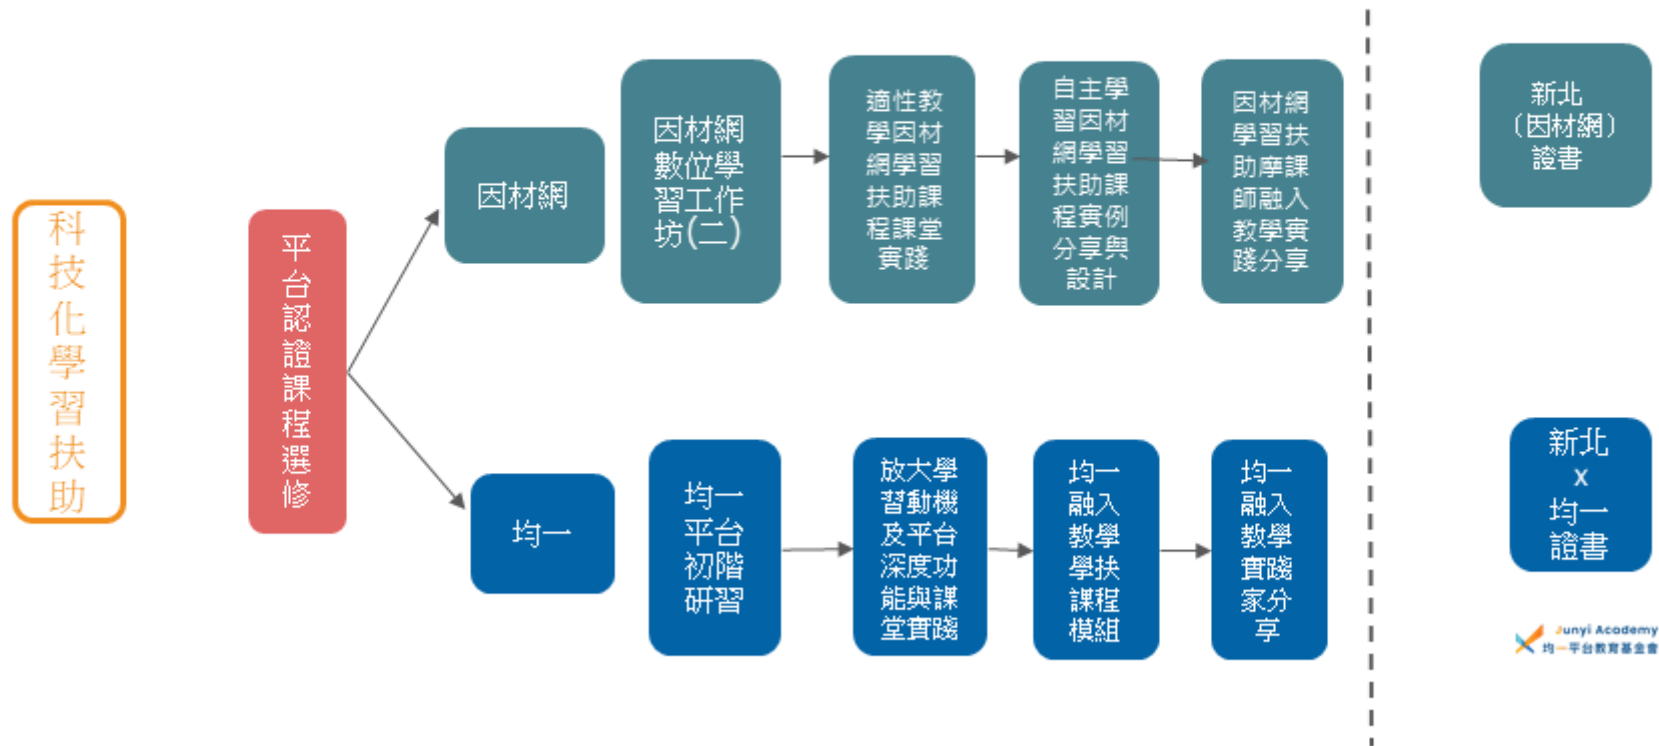 科
技
化
學
習
扶
助
平
台
認
證
課
程
選
修
因材網
因材網
數位學
習工作
坊(二)
適性教
學因材
網學習
扶助課
程課堂
實踐
自主學
習因材
網學習
扶助課
程實例
分享與
設計
因材網
學習扶
助摩課
師融入
教學實
踐分享
新北
(因材網)
證書
均一
均一
平台
初階
研習
放大學
習動機
及平台
深度功
能與課
堂實踐
均一
融入
教學
學扶
課程
模組
均一
融入
教學
實踐
家分
享
新北
x
均一
證書
Junyi Academy
均一平台教育基金會